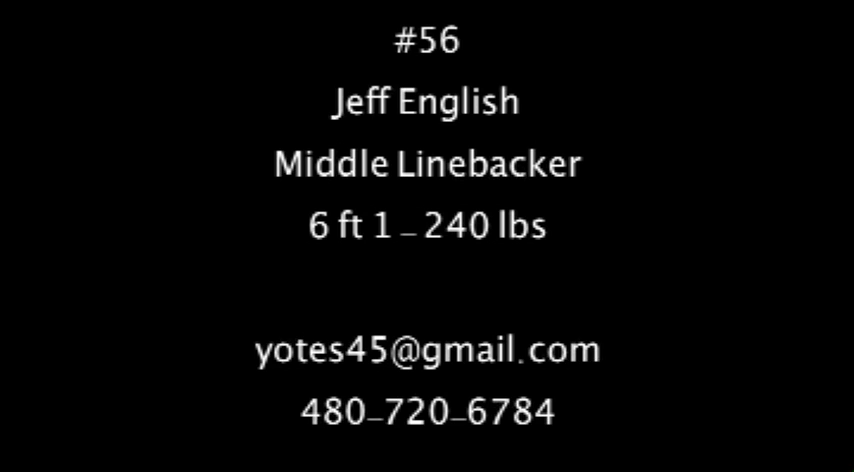 #56
Jeff English
Middle Linebacker
6 ft 1 - 240 lbs
yotes45@gmail.com
480-720-6784